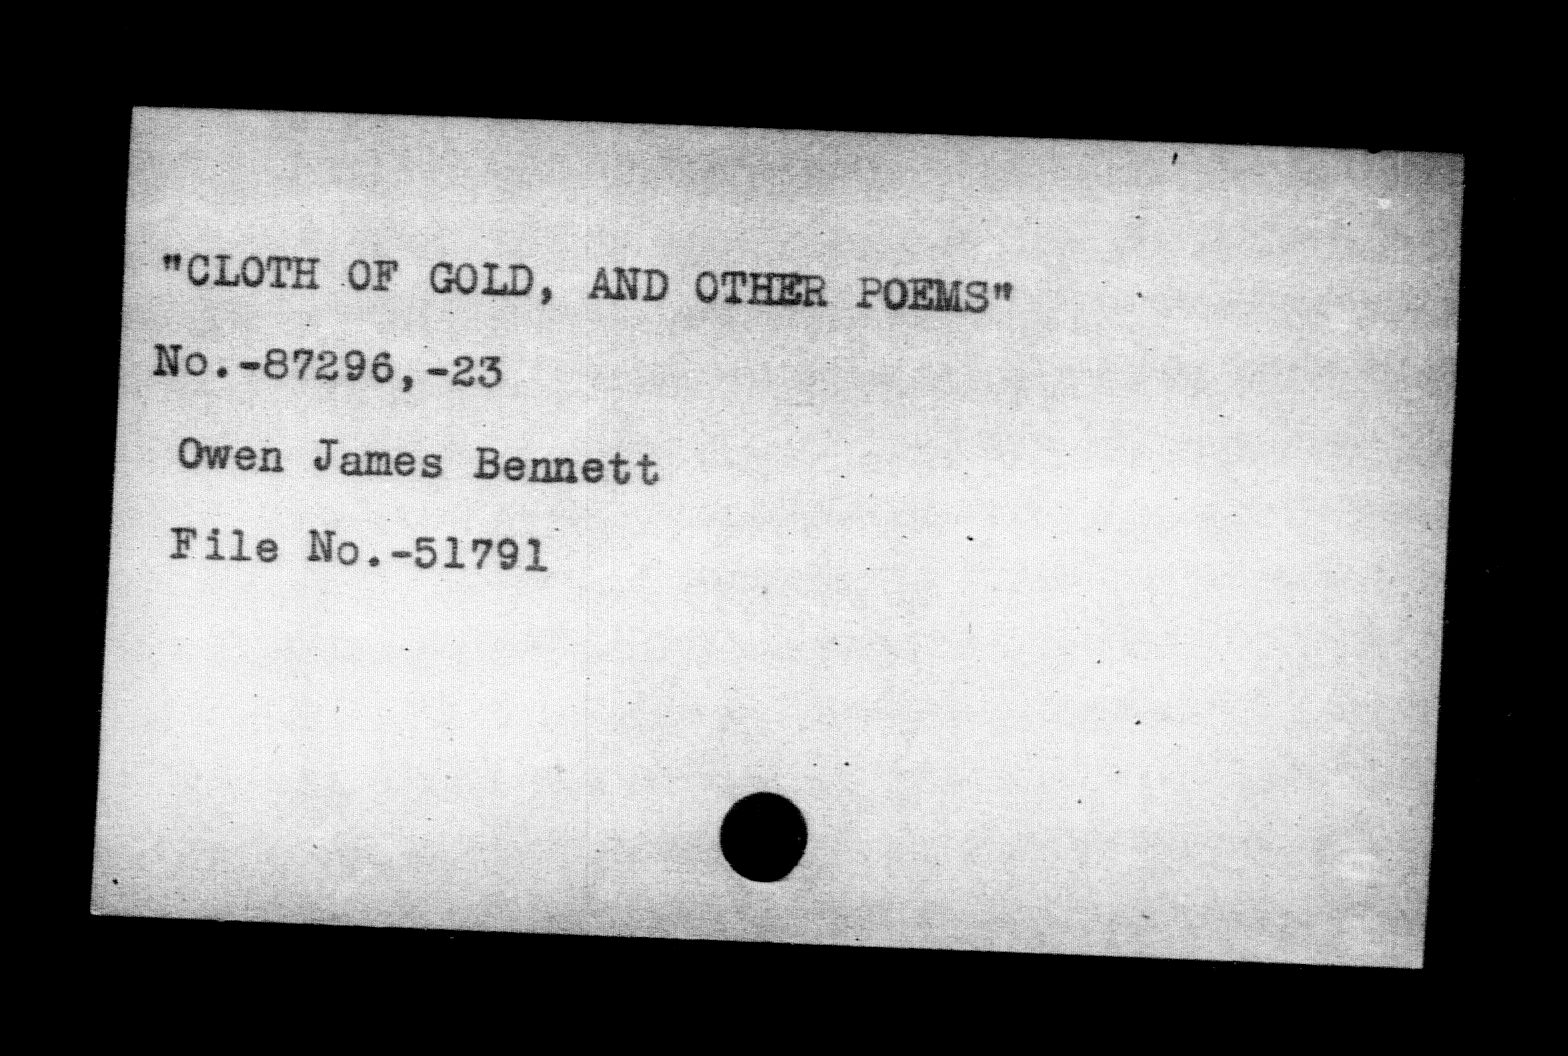 "CLOTH OF GOLD, AND OTHER POEMS"
No.-87296,-23
Owen James Bennett
File No.-51791